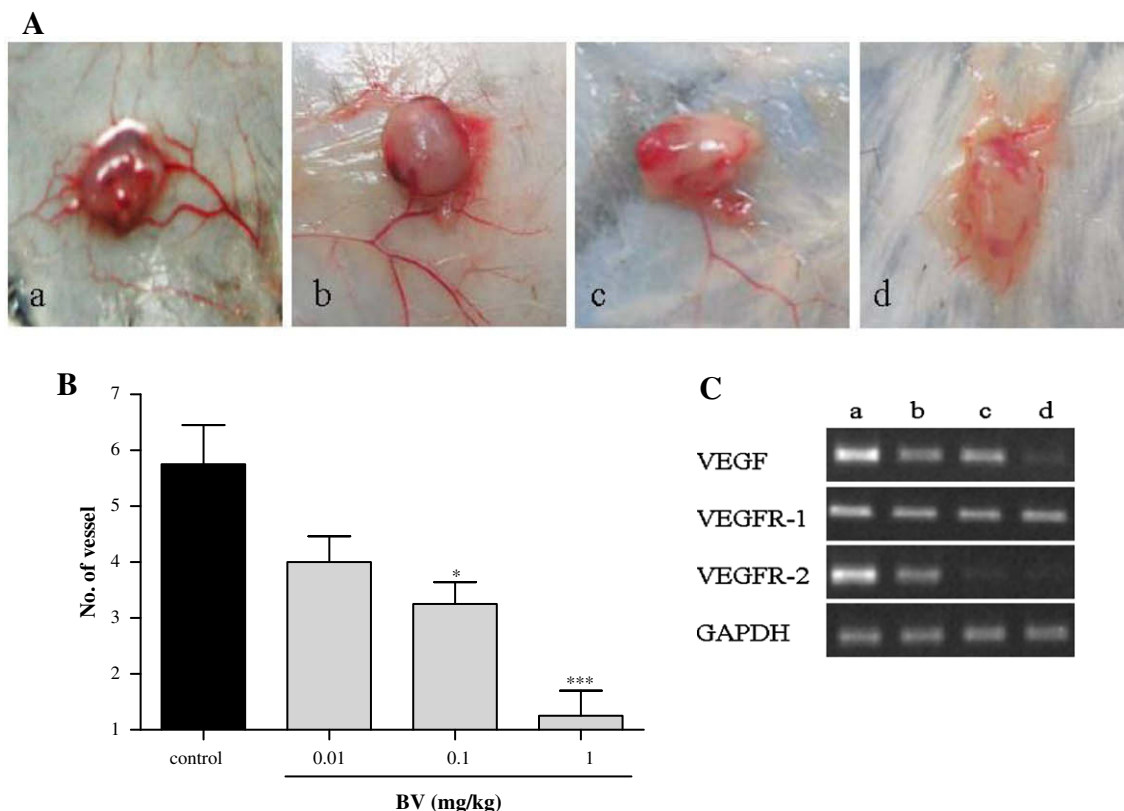 A
a
b
c
d
B
No. of vessel
7
6
5
4
3
2
1
*
***
control
0.01
0.1
1
BV (mg/kg)
C
a b c d
VEGF
VEGFR-1
VEGFR-2
GAPDH